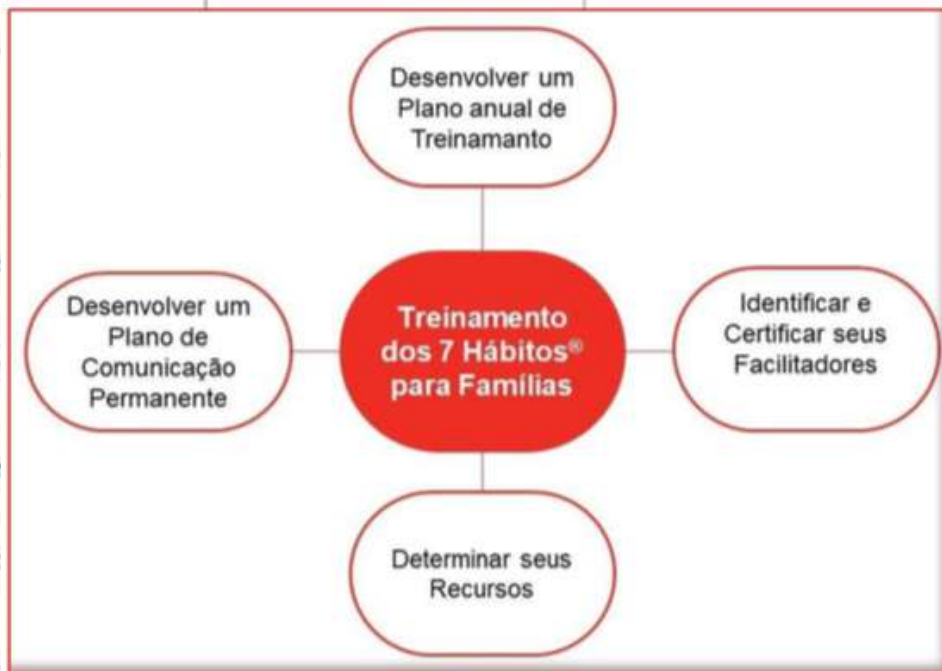 Desenvolver um
Plano anual de
Treinamanto
Desenvolver um
Plano de
Comunicação
Permanente
Treinamento
dos 7 Hábitos®
para Famílias
Identificar e
Certificar seus
Facilitadores
Determinar seus
Recursos